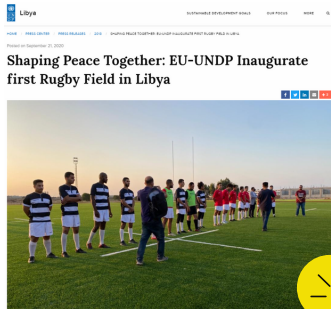 Libya
SUSTAINABLE DEVELOPMENT GOALS OUR FOCUS MORE
HOME PRESS CENTER PRESS RELEASES 2020 SHAPING PEACE TOGETHER: EU-UNDP INAUGURATE FIRST RUGBY FIELD IN LIBYA
Posted on September 21, 2020
Shaping Peace Together: EU-UNDP Inaugurate
first Rugby Field in Libya